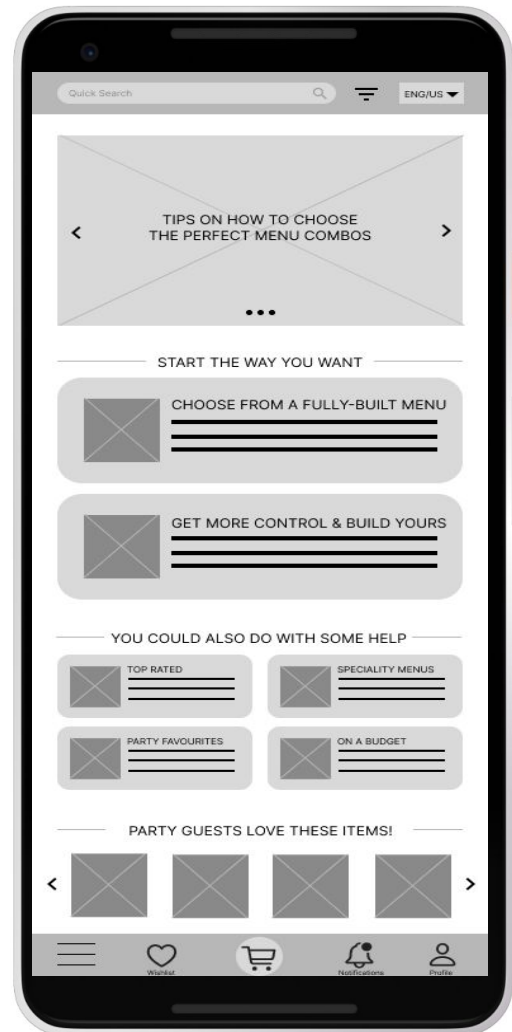 Quick Search
ENG/US
TIPS ON HOW TO CHOOSE
THE PERFECT MENU COMBOS
START THE WAY YOU WANT
CHOOSE FROM A FULLY-BUILT MENU
GET MORE CONTROL & BUILD YOURS
YOU COULD ALSO DO WITH SOME HELP
TOP RATED
SPECIALITY MENUS
PARTY FAVOURITES
ON A BUDGET
PARTY GUESTS LOVE THESE ITEMS!
Wishlist
Notifications
Profile